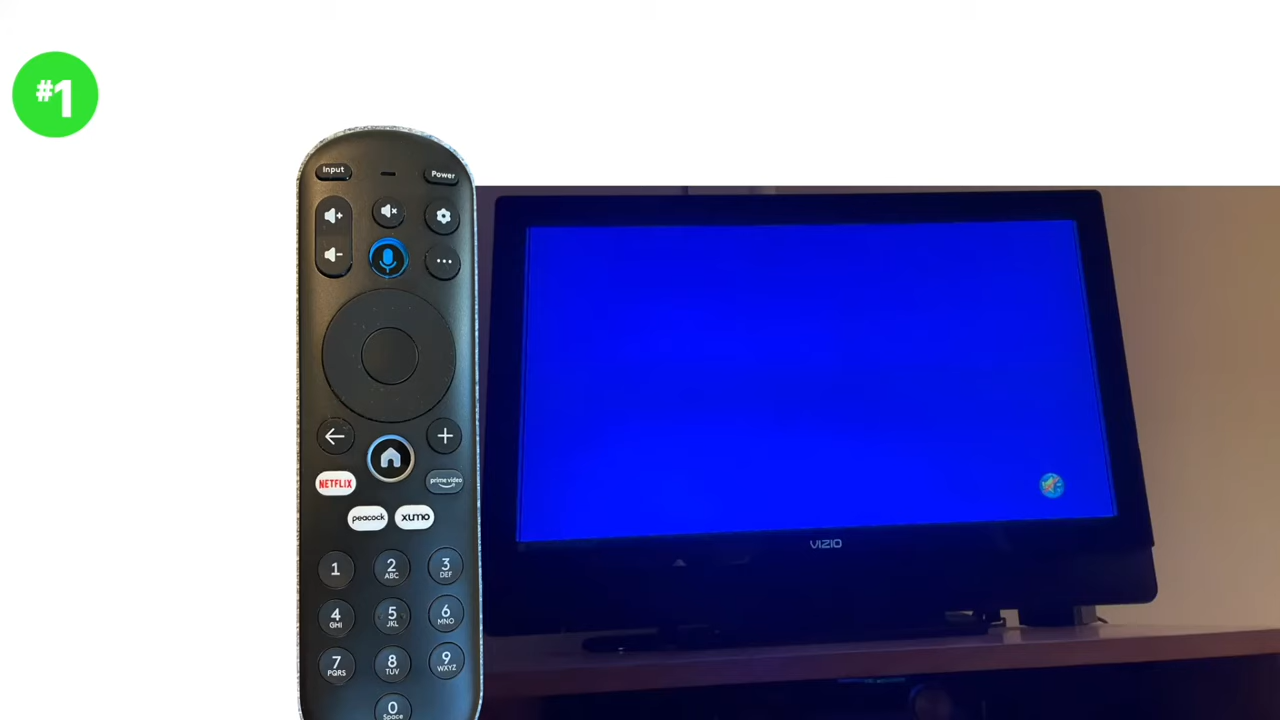 #1
Input
Power
NETFLIX
prime video
peacock
xumo
1
2
ABC
3
DEF
4
GHI
5
JKL
6
MNO
7
PQRS
8
TUV
9
WXYZ
0
Space
VIZIO